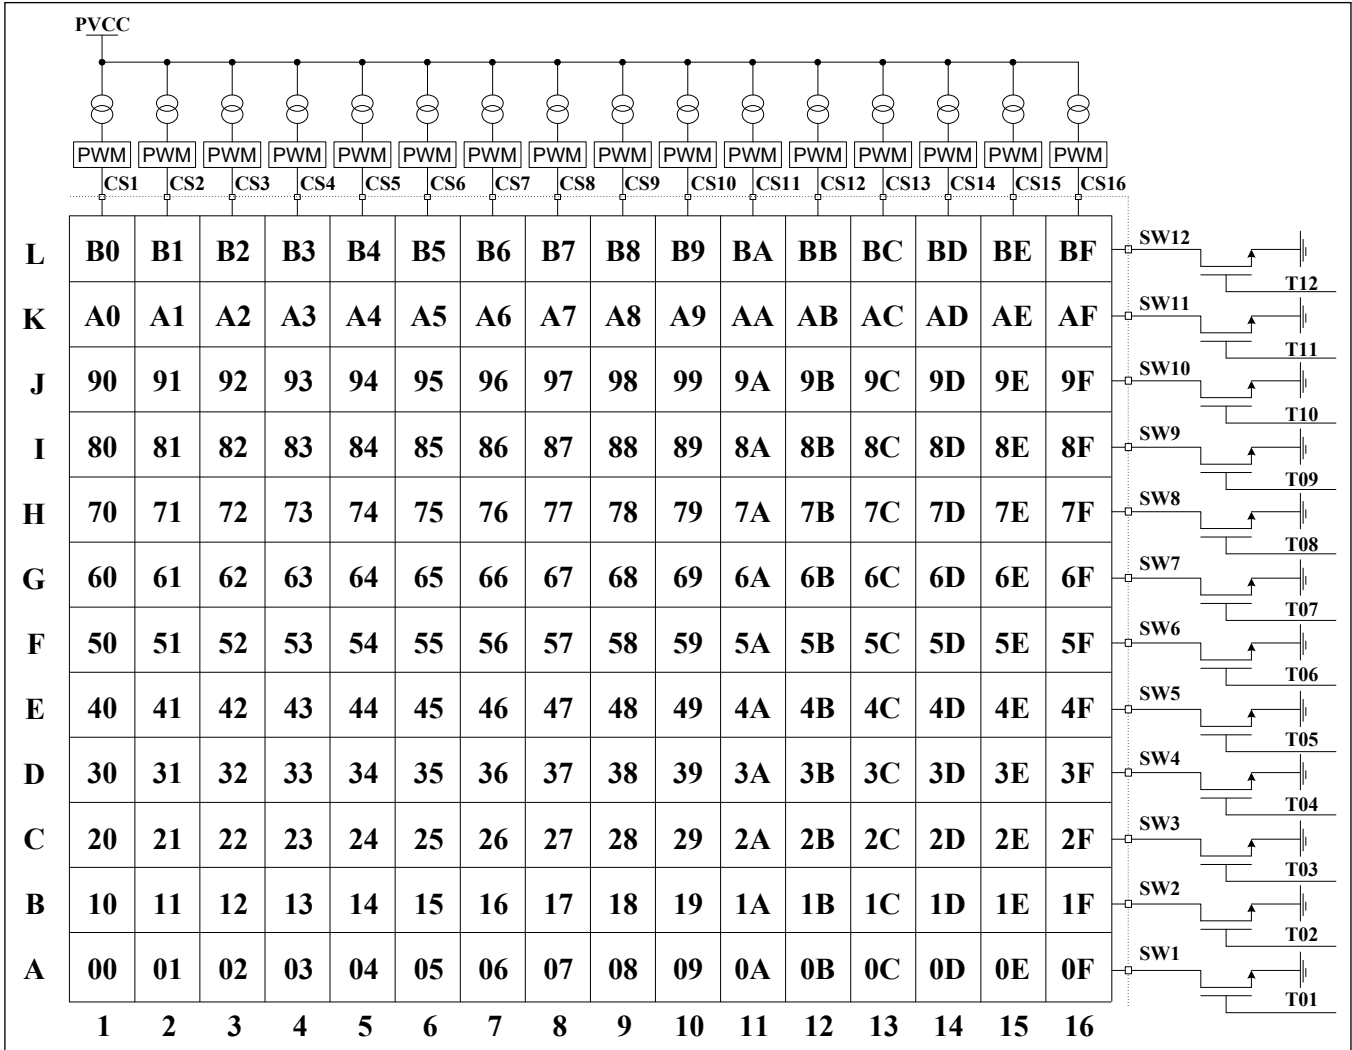 PVCC
PWM PWM PWM PWM PWM PWM PWM PWM PWM PWM PWM PWM PWM PWM PWM PWM
CS1 CS2 CS3 CS4 CS5 CS6 CS7 CS8 CS9 CS10 CS11 CS12 CS13 CS14 CS15 CS16
L B0 B1 B2 B3 B4 B5 B6 B7 B8 B9 BA BB BC BD BE BF SW12
T12
K A0 A1 A2 A3 A4 A5 A6 A7 A8 A9 AA AB AC AD AE AF SW11
T11
J 90 91 92 93 94 95 96 97 98 99 9A 9B 9C 9D 9E 9F SW10
T10
I 80 81 82 83 84 85 86 87 88 89 8A 8B 8C 8D 8E 8F SW9
T09
H 70 71 72 73 74 75 76 77 78 79 7A 7B 7C 7D 7E 7F SW8
T08
G 60 61 62 63 64 65 66 67 68 69 6A 6B 6C 6D 6E 6F SW7
T07
F 50 51 52 53 54 55 56 57 58 59 5A 5B 5C 5D 5E 5F SW6
T06
E 40 41 42 43 44 45 46 47 48 49 4A 4B 4C 4D 4E 4F SW5
T05
D 30 31 32 33 34 35 36 37 38 39 3A 3B 3C 3D 3E 3F SW4
T04
C 20 21 22 23 24 25 26 27 28 29 2A 2B 2C 2D 2E 2F SW3
T03
B 10 11 12 13 14 15 16 17 18 19 1A 1B 1C 1D 1E 1F SW2
T02
A 00 01 02 03 04 05 06 07 08 09 0A 0B 0C 0D 0E 0F SW1
T01
1 2 3 4 5 6 7 8 9 10 11 12 13 14 15 16